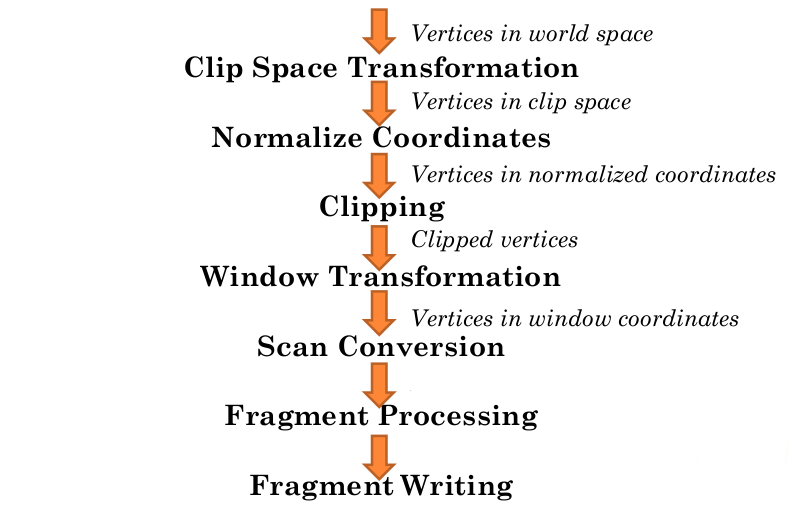 Vertices in world space
Clip Space Transformation
Vertices in clip space
Normalize Coordinates
Vertices in normalized coordinates
Clipping
Clipped vertices
Window Transformation
Vertices in window coordinates
Scan Conversion
Fragment Processing
Fragment Writing